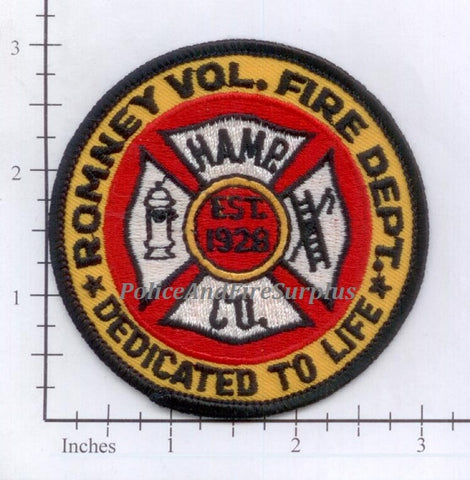 ROMNEY VOL. FIRE DEPT.
HAMP.
EST.
1928
CO.
DEDICATED TO LIFE
PoliceAndFireSurplus
3
2
1
Inches 1 2 3